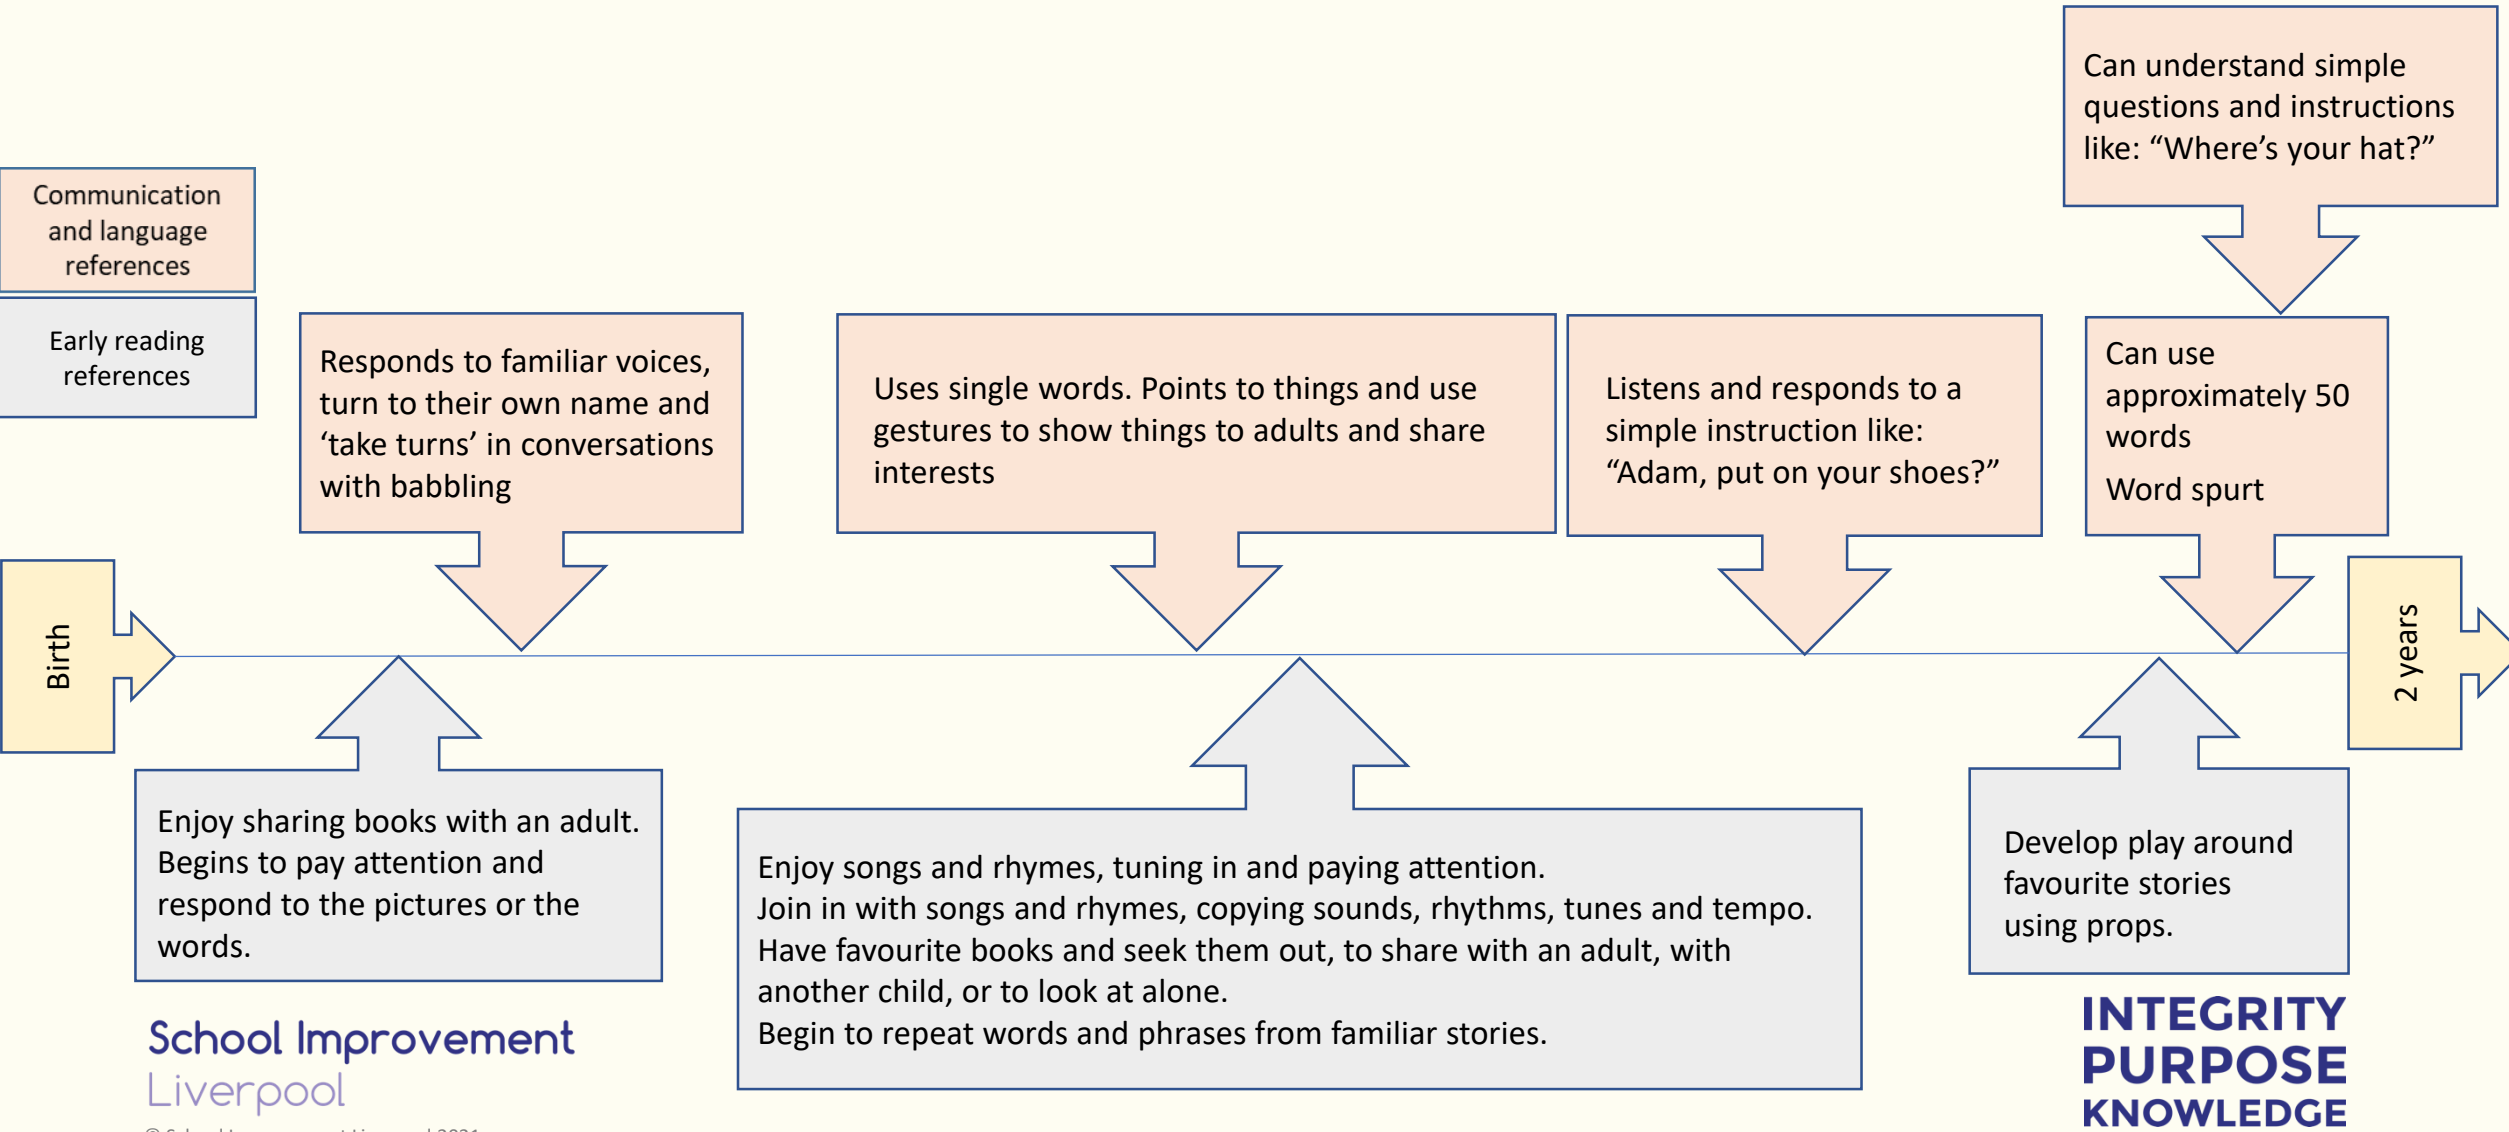 Can understand simple
questions and instructions
like: “Where’s your hat?”
Communication
and language
references
Early reading
references
Responds to familiar voices,
turn to their own name and
‘take turns’ in conversations
with babbling
Uses single words. Points to things and use
gestures to show things to adults and share
interests
Listens and responds to a
simple instruction like:
“Adam, put on your shoes?”
Can use
approximately 50
words
Word spurt
Birth
2 years
Enjoy sharing books with an adult.
Begins to pay attention and
respond to the pictures or the
words.
Enjoy songs and rhymes, tuning in and paying attention.
Join in with songs and rhymes, copying sounds, rhythms, tunes and tempo.
Have favourite books and seek them out, to share with an adult, with
another child, or to look at alone.
Begin to repeat words and phrases from familiar stories.
Develop play around
favourite stories
using props.
School Improvement
Liverpool
© School Improvement Liverpool 2021
INTEGRITY
PURPOSE
KNOWLEDGE